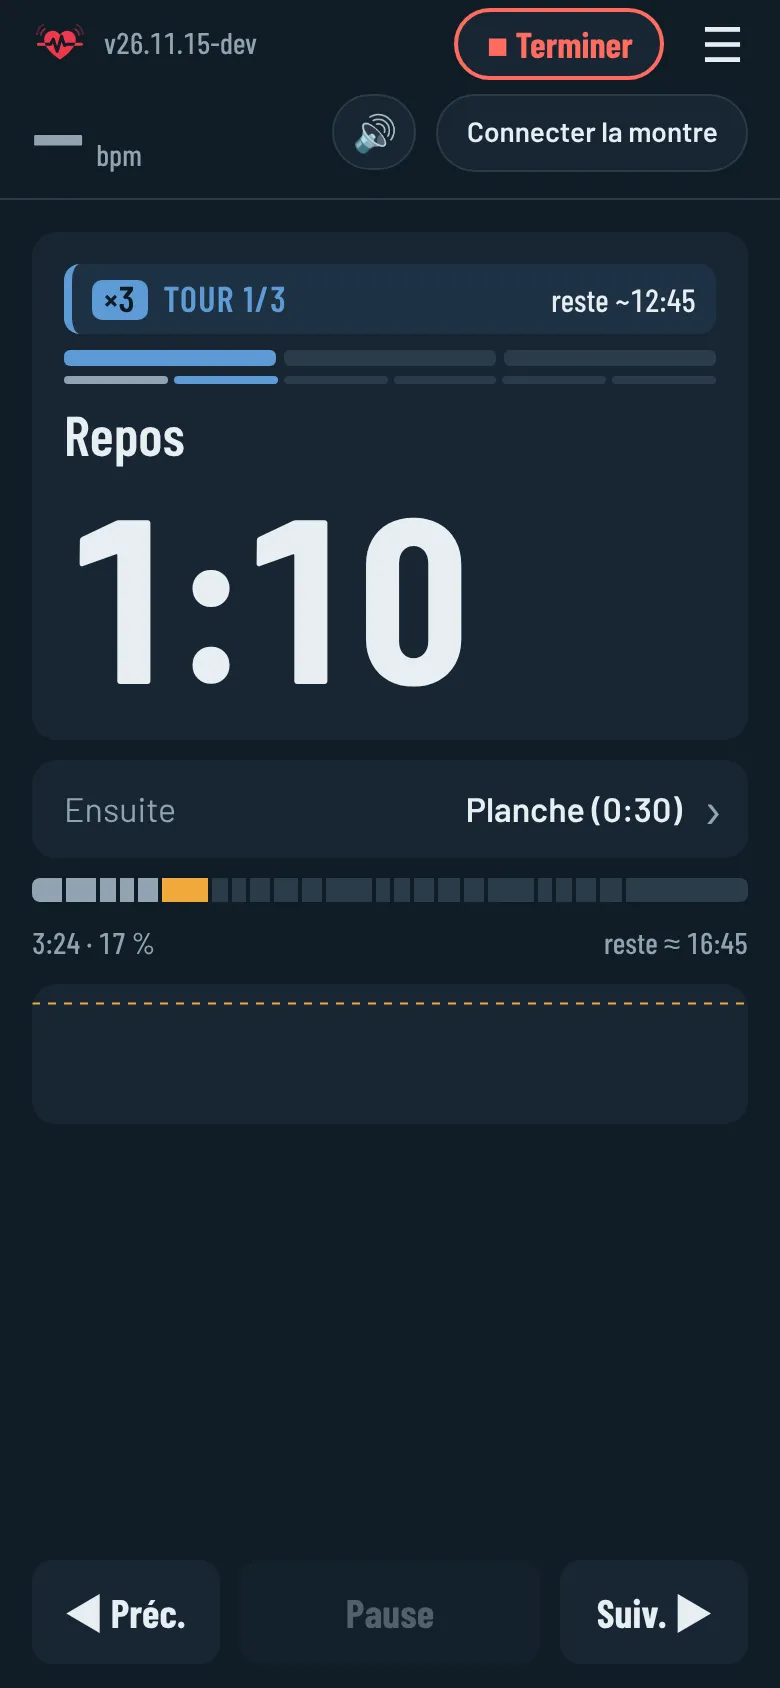 v26.11.15-dev
■ Terminer
— bpm
Connecter la montre
×3 TOUR 1/3
reste ~12:45
Repos
1:10
Ensuite
Planche (0:30) ›
3:24 · 17 %
reste ≈ 16:45
◀ Préc.
Pause
Suiv. ▶